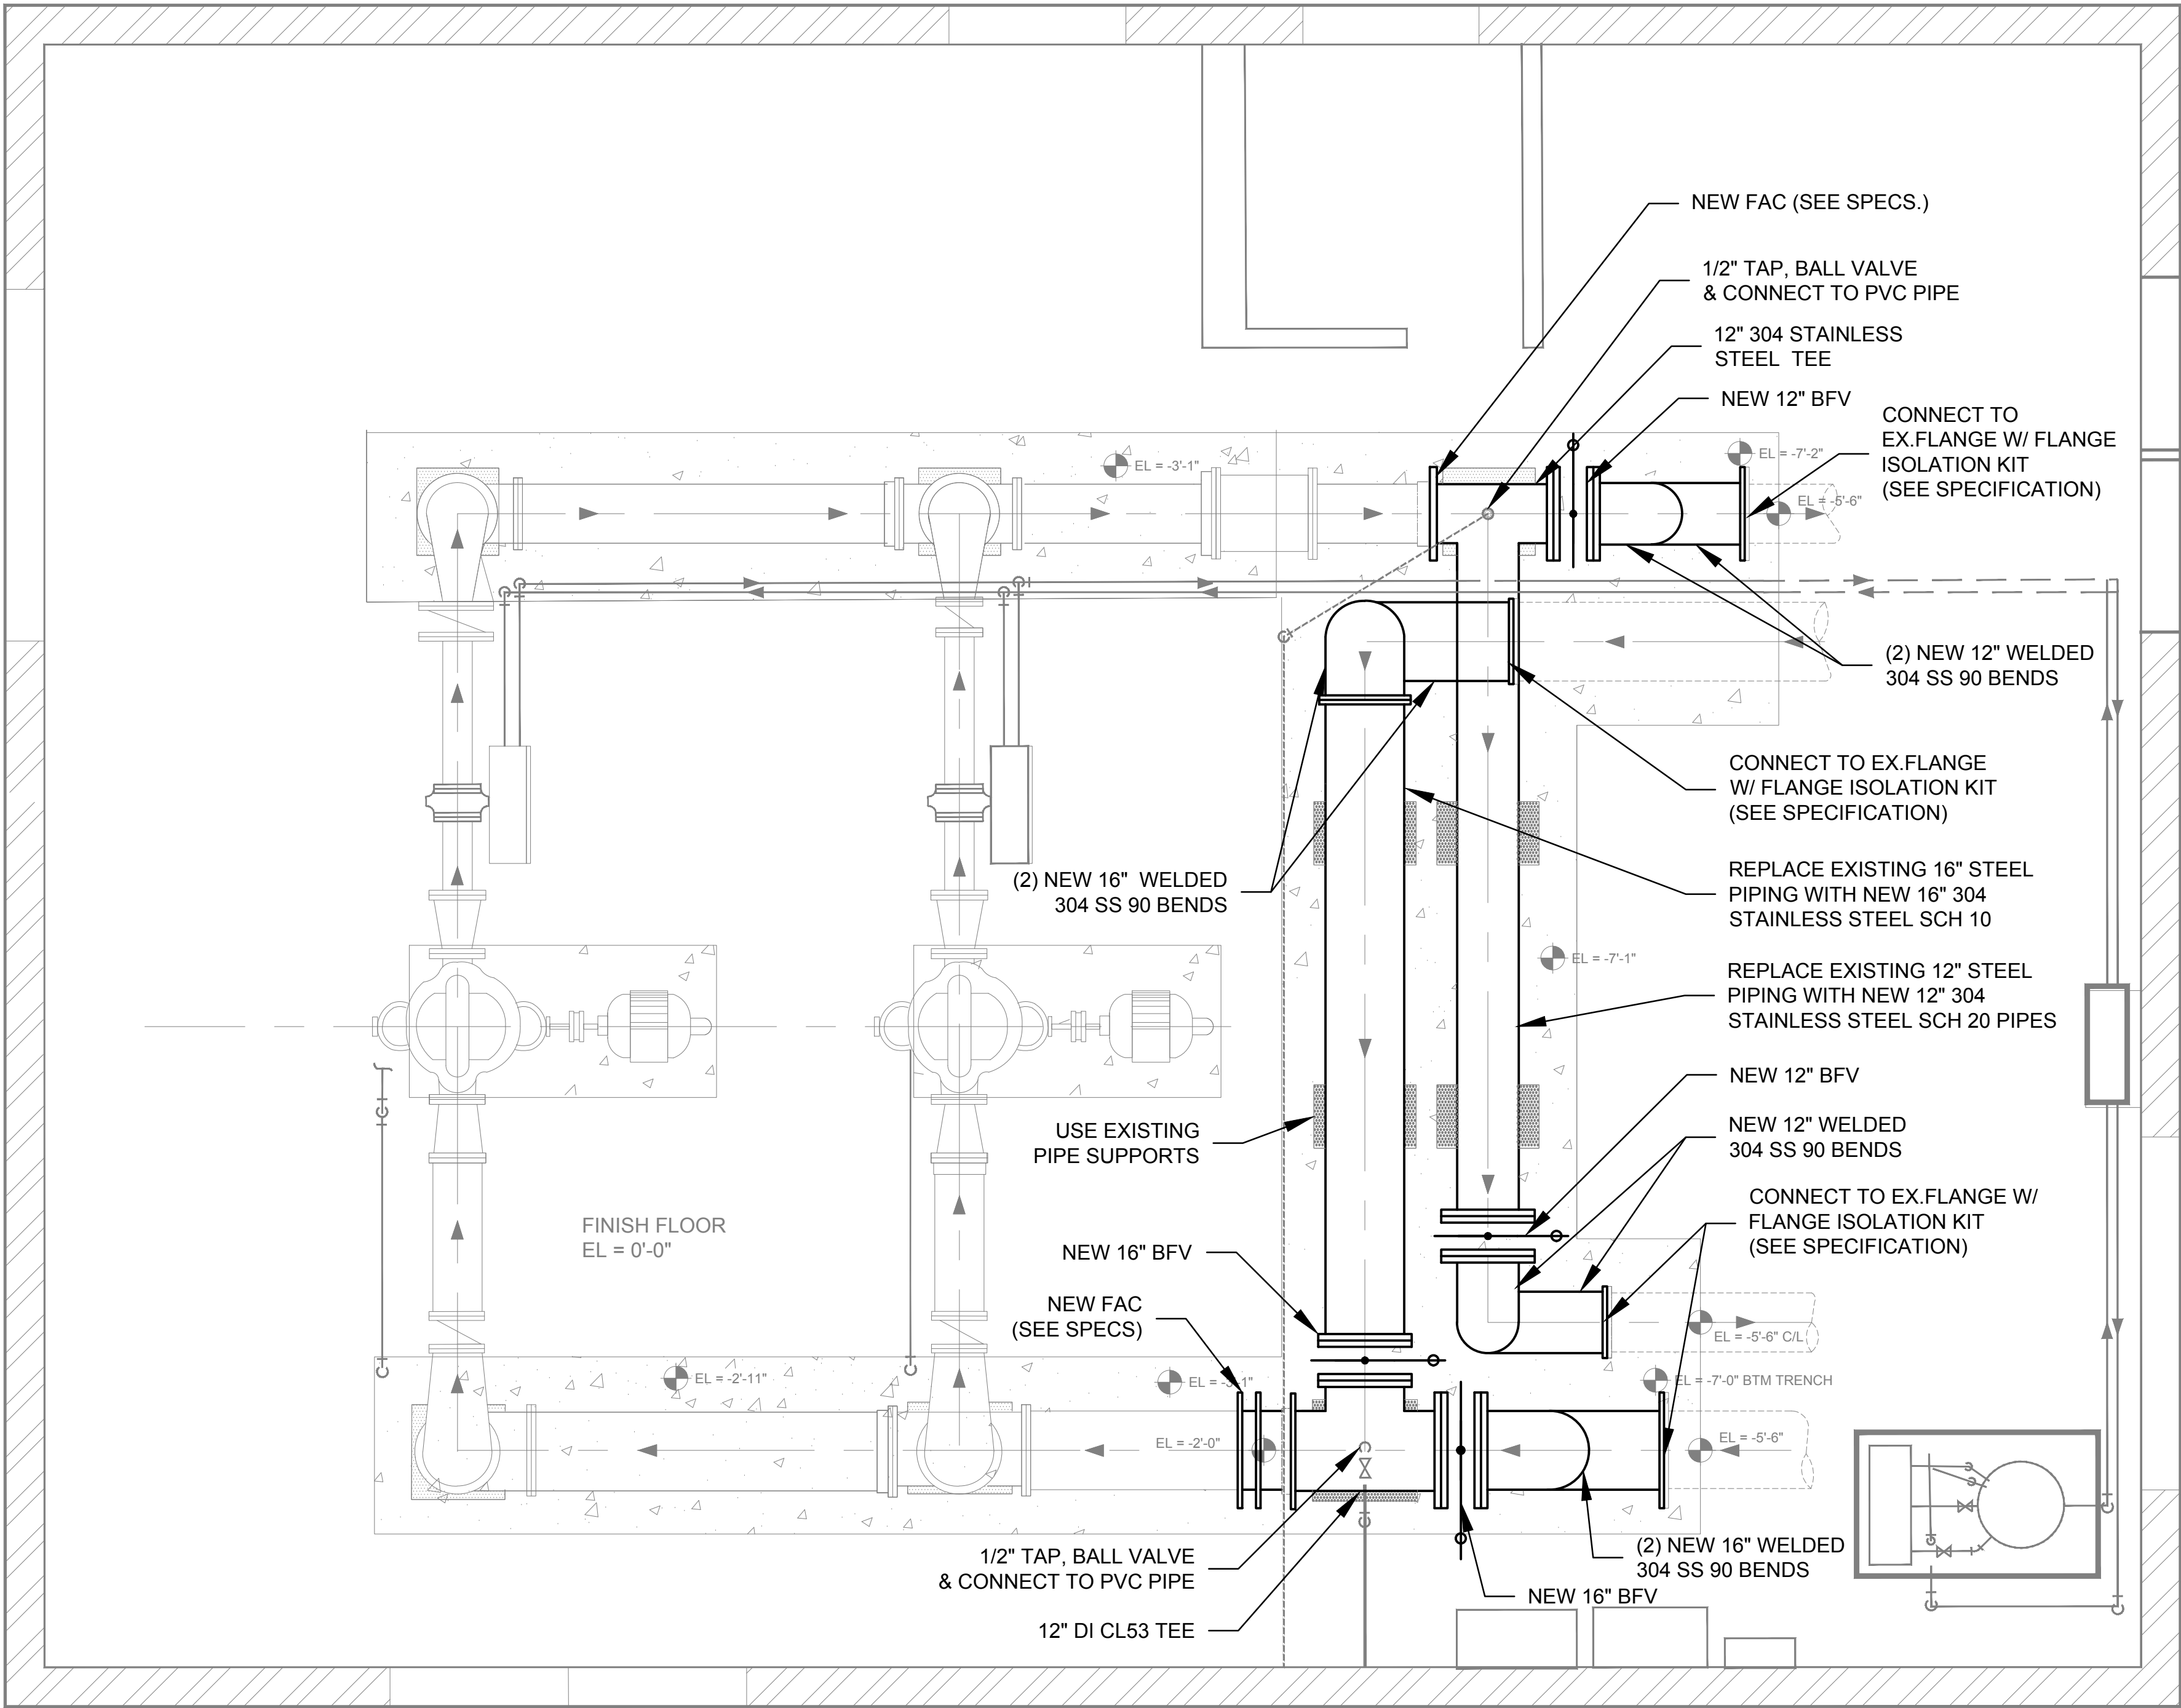 NEW FAC (SEE SPECS.)
1/2" TAP, BALL VALVE
& CONNECT TO PVC PIPE
12" 304 STAINLESS
STEEL TEE
NEW 12" BFV
CONNECT TO
EX.FLANGE W/ FLANGE
ISOLATION KIT
(SEE SPECIFICATION)
EL = -3'-1"
EL = -7'-2"
EL = -5'-6"
(2) NEW 12" WELDED
304 SS 90 BENDS
CONNECT TO EX.FLANGE
W/ FLANGE ISOLATION KIT
(SEE SPECIFICATION)
(2) NEW 16" WELDED
304 SS 90 BENDS
REPLACE EXISTING 16" STEEL
PIPING WITH NEW 16" 304
STAINLESS STEEL SCH 10
EL = -7'-1"
REPLACE EXISTING 12" STEEL
PIPING WITH NEW 12" 304
STAINLESS STEEL SCH 20 PIPES
NEW 12" BFV
USE EXISTING
PIPE SUPPORTS
NEW 12" WELDED
304 SS 90 BENDS
CONNECT TO EX.FLANGE W/
FLANGE ISOLATION KIT
(SEE SPECIFICATION)
FINISH FLOOR
EL = 0'-0"
NEW 16" BFV
NEW FAC
(SEE SPECS)
EL = -5'-6" C/L
EL = -2'-11"
EL = -3'-1"
EL = -7'-0" BTM TRENCH
EL = -2'-0"
EL = -5'-6"
1/2" TAP, BALL VALVE
& CONNECT TO PVC PIPE
(2) NEW 16" WELDED
304 SS 90 BENDS
NEW 16" BFV
12" DI CL53 TEE